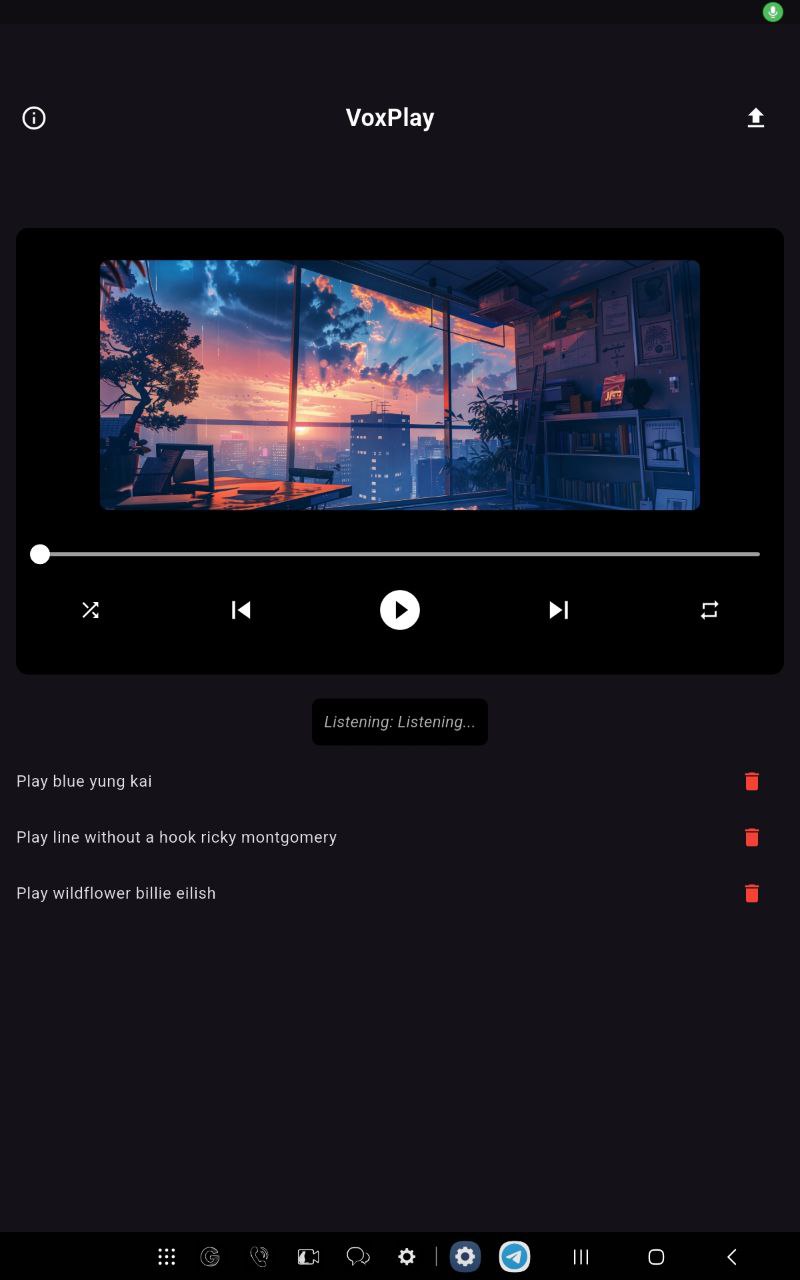 VoxPlay
Listening: Listening...
Play blue yung kai
Play line without a hook ricky montgomery
Play wildflower billie eilish